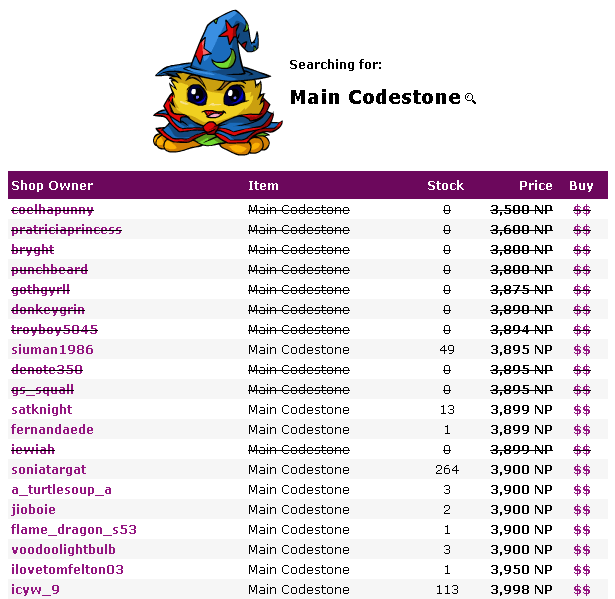 Searching for:
Main Codestone
Shop Owner Item Stock Price Buy
coelhapunny Main Codestone 0 3,500 NP $$
pratriciaprincess Main Codestone 0 3,600 NP $$
bryght Main Codestone 0 3,800 NP $$
punchbeard Main Codestone 0 3,800 NP $$
gothgyrll Main Codestone 0 3,875 NP $$
donkeygrin Main Codestone 0 3,890 NP $$
troyboy5045 Main Codestone 0 3,894 NP $$
siuman1986 Main Codestone 49 3,895 NP $$
denote350 Main Codestone 0 3,895 NP $$
gs_squall Main Codestone 0 3,895 NP $$
satknight Main Codestone 13 3,899 NP $$
fernandaede Main Codestone 1 3,899 NP $$
iewiah Main Codestone 0 3,899 NP $$
soniatargat Main Codestone 264 3,900 NP $$
a_turtlesoup_a Main Codestone 3 3,900 NP $$
jioboie Main Codestone 2 3,900 NP $$
flame_dragon_s53 Main Codestone 1 3,900 NP $$
voodoolightbulb Main Codestone 3 3,900 NP $$
ilovetomfelton03 Main Codestone 1 3,950 NP $$
icyw_9 Main Codestone 113 3,998 NP $$